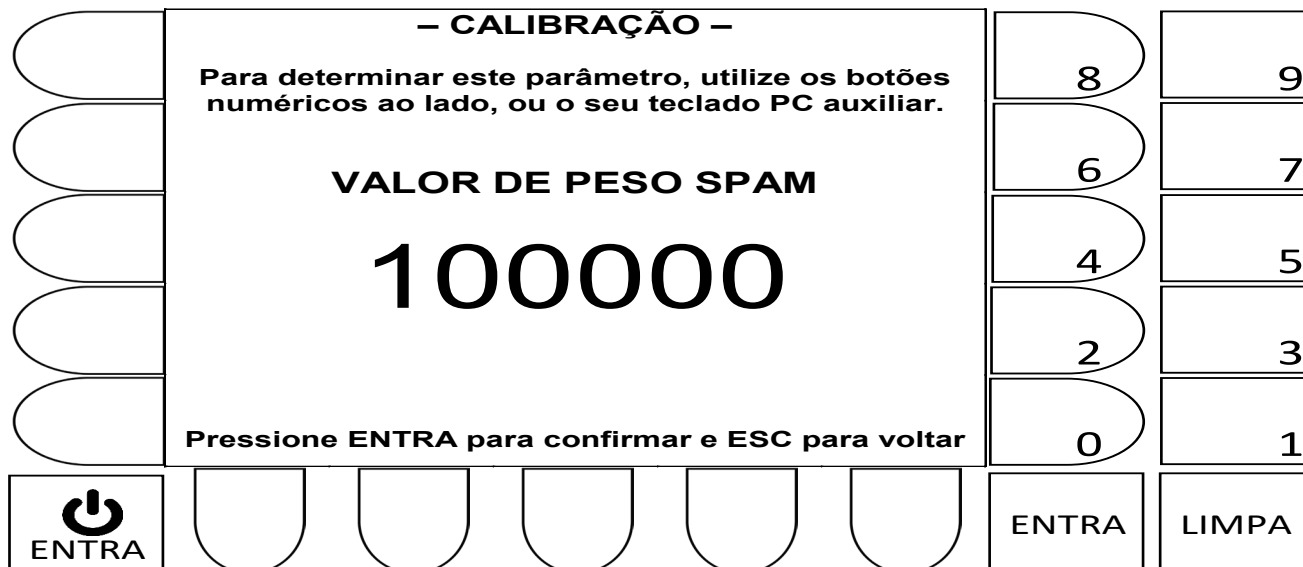 – CALIBRAÇÃO –
Para determinar este parâmetro, utilize os botões
numéricos ao lado, ou o seu teclado PC auxiliar.
VALOR DE PESO SPAM
100000
Pressione ENTRA para confirmar e ESC para voltar
8 9
6 7
4 5
2 3
0 1
ENTRA
ENTRA
LIMPA